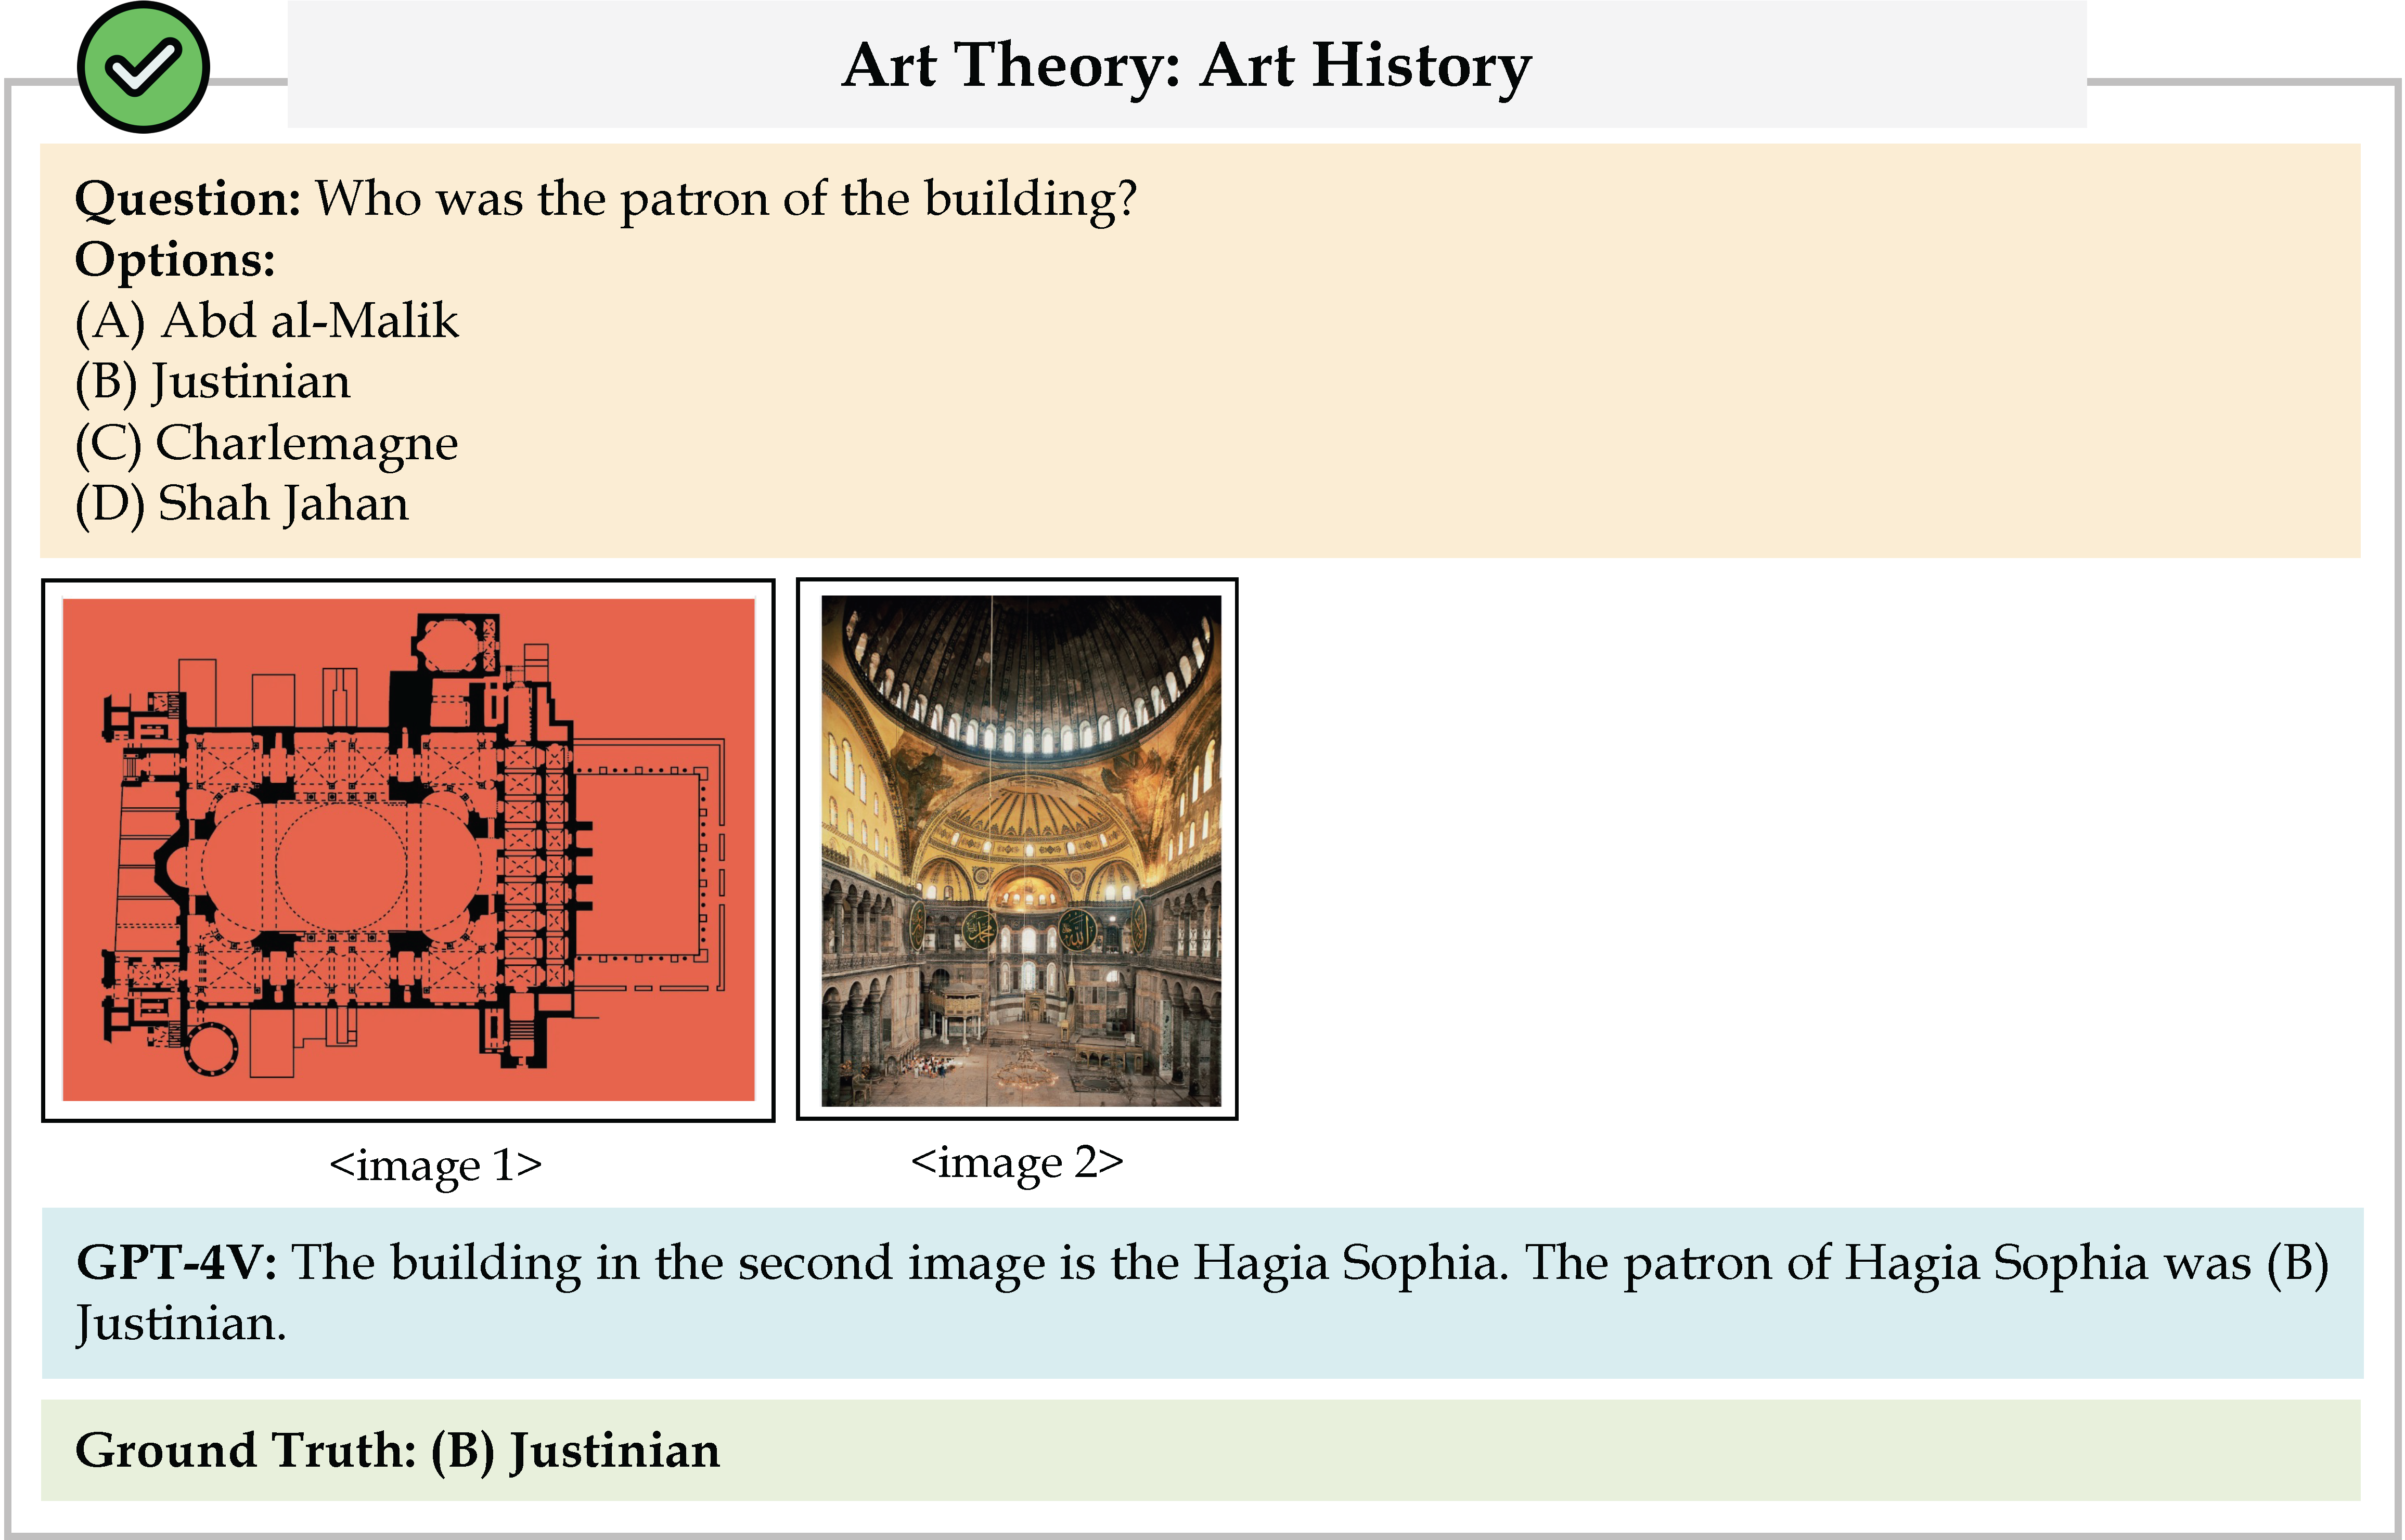 Art Theory: Art History
Question: Who was the patron of the building?
Options:
(A) Abd al-Malik
(B) Justinian
(C) Charlemagne
(D) Shah Jahan
<image 1>
<image 2>
GPT-4V: The building in the second image is the Hagia Sophia. The patron of Hagia Sophia was (B)
Justinian.
Ground Truth: (B) Justinian